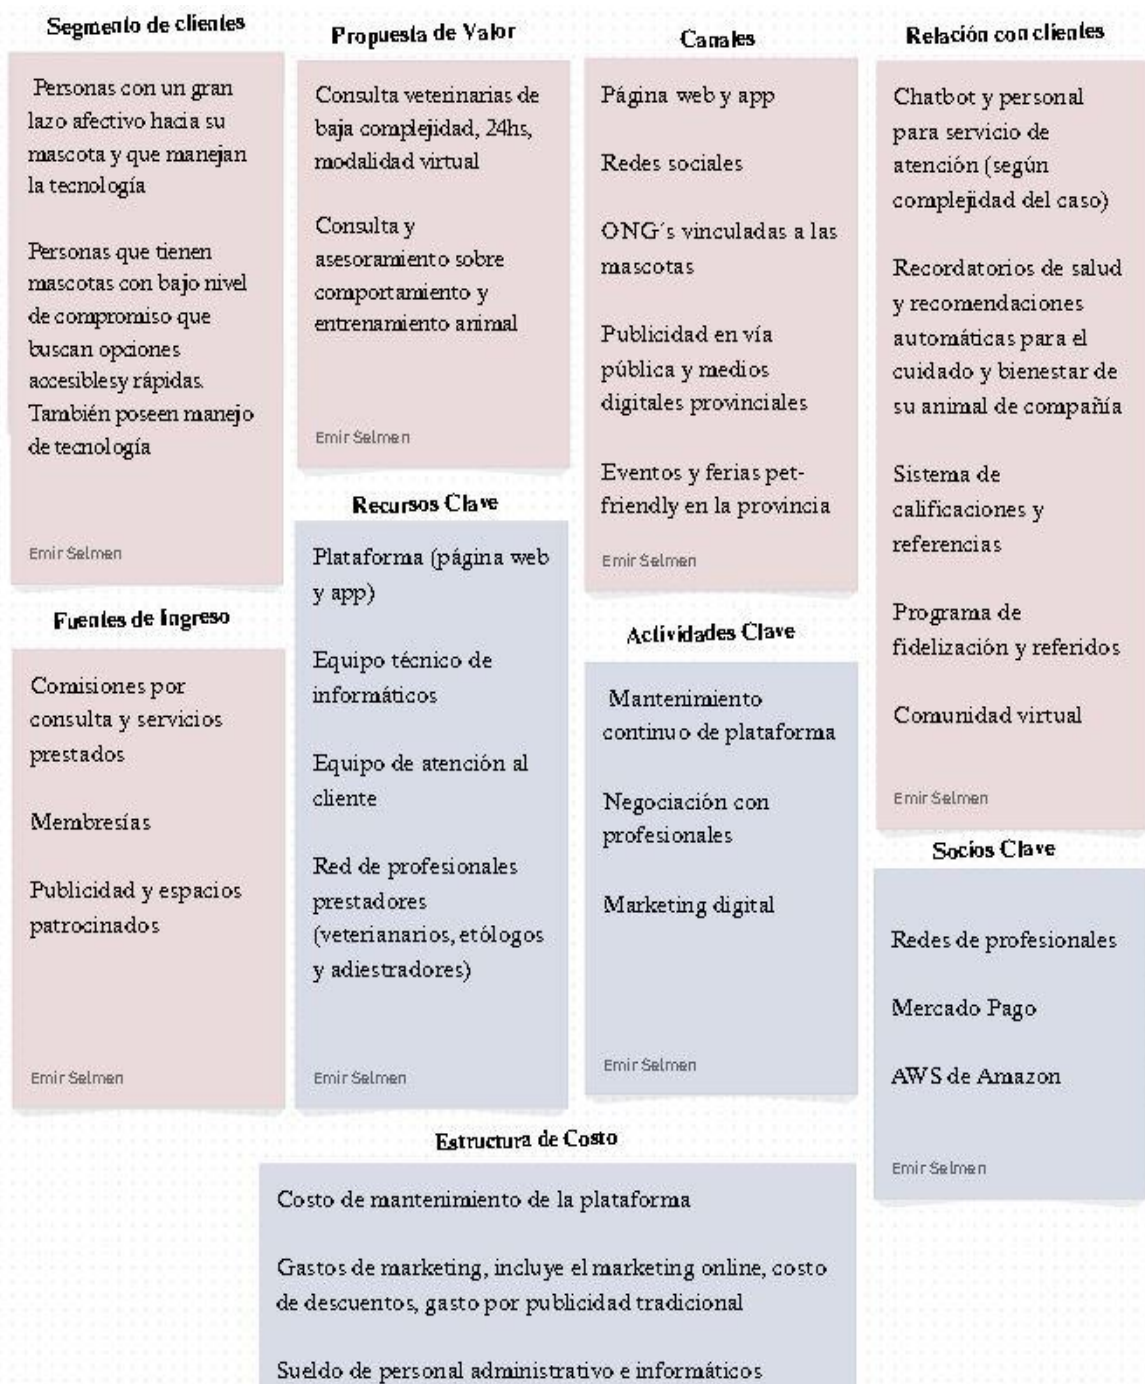 Segmento de clientes
Personas con un gran
lazo afectivo hacia su
mascota y que manejan
la tecnología
Personas que tienen
mascotas con bajo nivel
de compromiso que
buscan opciones
accesiblesy rápidas.
También poseen manejo
de tecnología
Emir Selmen
Propuesta de Valor
Consulta veterinarias de
baja complejidad, 24hs,
modalidad virtual
Consulta y
asesoramiento sobre
comportamiento y
entrenamiento animal
Emir Selmen
Canales
Página web y app
Redes sociales
ONG´s vinculadas a las
mascotas
Publicidad en vía
pública y medios
digitales provinciales
Eventos y ferias pet-
friendly en la provincia
Emir Selmen
Relación con clientes
Chatbot y personal
para servicio de
atención (según
complejidad del caso)
Recordatorios de salud
y recomendaciones
automáticas para el
cuidado y bienestar de
su animal de compañía
Sistema de
calificaciones y
referencias
Programa de
fidelización y referidos
Comunidad virtual
Emir Selmen
Fuentes de Ingreso
Comisiones por
consulta y servicios
prestados
Membresías
Publicidad y espacios
patrocinados
Emir Selmen
Recursos Clave
Plataforma (página web
y app)
Equipo técnico de
informáticos
Equipo de atención al
cliente
Red de profesionales
prestadores
(veterianarios, etólogos
y adiestradores)
Emir Selmen
Actividades Clave
Mantenimiento
continuo de plataforma
Negociación con
profesionales
Marketing digital
Emir Selmen
Socios Clave
Redes de profesionales
Mercado Pago
AWS de Amazon
Emir Selmen
Estructura de Costo
Costo de mantenimiento de la plataforma
Gastos de marketing, incluye el marketing online, costo
de descuentos, gasto por publicidad tradicional
Sueldo de personal administrativo e informáticos